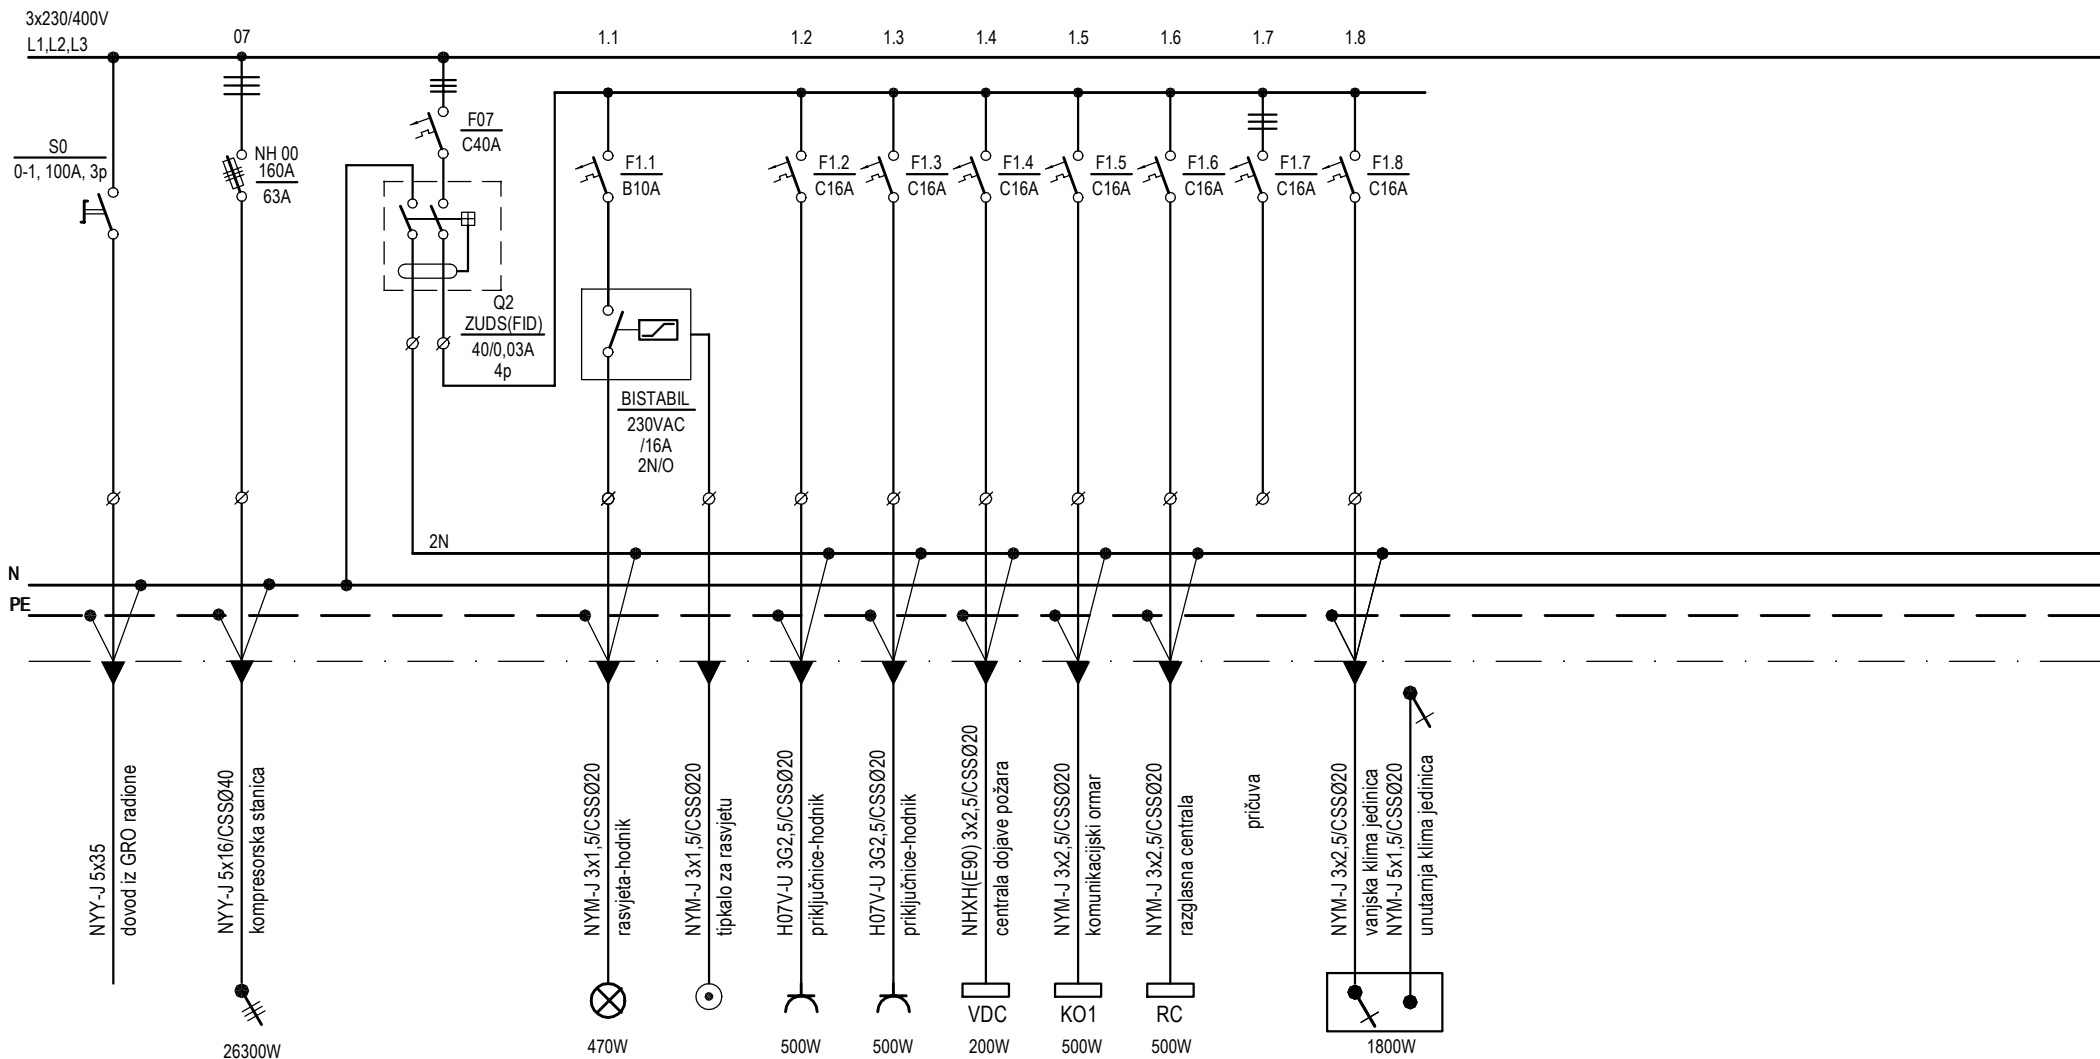 3x230/400V
L1,L2,L3
07
1.1
1.2
1.3
1.4
1.5
1.6
1.7
1.8
S0
0-1, 100A, 3p
NH 00
160A
63A
F07
C40A
F1.1
B10A
F1.2
C16A
F1.3
C16A
F1.4
C16A
F1.5
C16A
F1.6
C16A
F1.7
C16A
F1.8
C16A
Q2
ZUDS(FID)
40/0,03A
4p
BISTABIL
230VAC
/16A
2N/O
2N
N
PE
NYY-J 5x35
dovod iz GRO radione
NYY-J 5x16/CSSØ40
kompresorska stanica
NYM-J 3x1,5/CSSØ20
rasvjeta-hodnik
NYM-J 3x1,5/CSSØ20
tipkalo za rasvjetu
H07V-U 3G2,5/CSSØ20
priključnice-hodnik
H07V-U 3G2,5/CSSØ20
priključnice-hodnik
NHXH(E90) 3x2,5/CSSØ20
centrala dojave požara
NYM-J 3x2,5/CSSØ20
komunikacijski ormar
NYM-J 3x2,5/CSSØ20
razglasna centrala
pričuva
NYM-J 3x2,5/CSSØ20
vanjska klima jedinica
NYM-J 5x1,5/CSSØ20
unutarnja klima jedinica
VDC
KO1
RC
26300W
470W
500W
500W
200W
500W
500W
1800W